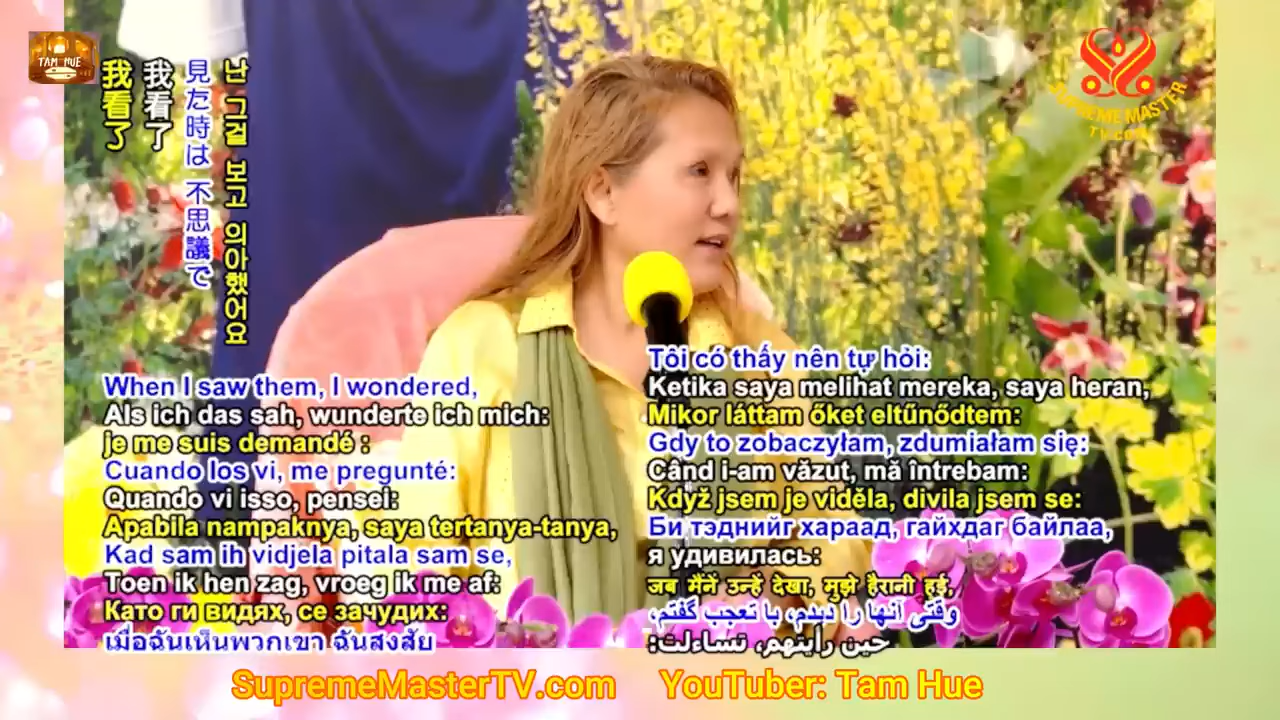 TAM HUE
我看了
我看了
見た時は 不思議で
난 그걸 보고 의아했어요
SUPREME MASTER
TV.COM
When I saw them, I wondered,
Als ich das sah, wunderte ich mich:
je me suis demandé :
Cuando los vi, me pregunté:
Quando vi isso, pensei:
Apabila nampaknya, saya tertanya-tanya,
Kad sam ih vidjela pitala sam se,
Toen ik hen zag, vroeg ik me af:
Като ги видях, се зачудих:
เมื่อฉันเห็นพวกเขา ฉันสงสัย
Tôi có thấy nên tự hỏi:
Ketika saya melihat mereka, saya heran,
Mikor láttam őket eltűnődtem:
Gdy to zobaczyłam, zdumiałam się:
Când i-am văzut, mă întrebam:
Když jsem je viděla, divila jsem se:
Би тэднийг хараад, гайхдаг байлаа,
я удивилась:
जब मैंनें उन्हें देखा, मुझे हैरानी हुई,
وقتی آنها را دیدم، با تعجب گفتم،
حين رأيتهم، تساءلت:
SupremeMasterTV.com
YouTuber: Tam Hue